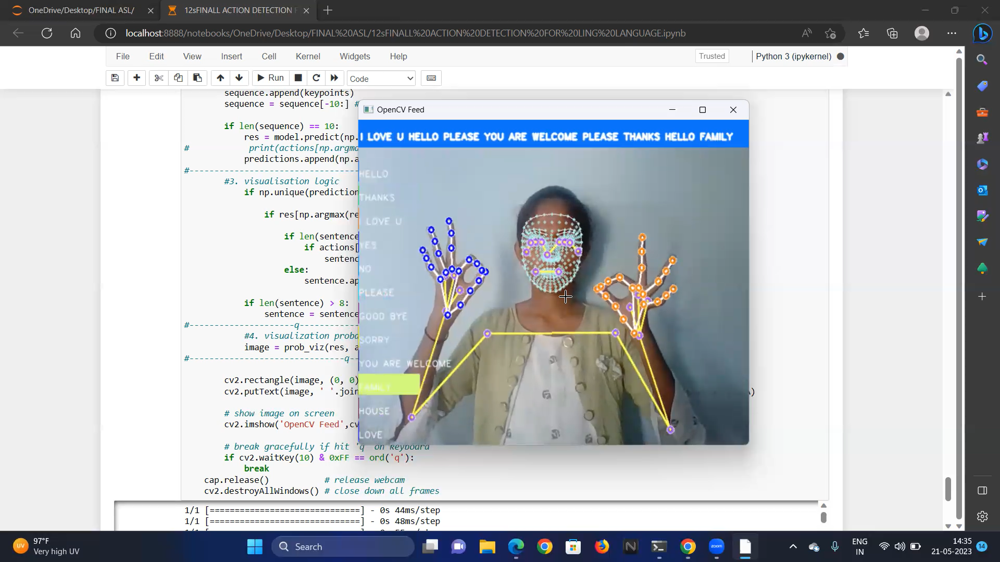 OneDrive/Desktop/FINAL ASL/
12sFINALL ACTION DETECTION F
localhost:8888/notebooks/OneDrive/Desktop/FINAL%20ASL/12sFINALL%20ACTION%20DETECTION%20FOR%20LING%20LANGUAGE.ipynb
File Edit View Insert Cell Kernel Widgets Help
Trusted
Python 3 (ipykernel)
Run
Code
sequence.append(keypoints)
sequence = sequence[-10:] #
if len(sequence) == 10:
res = model.predict(np.
# print(actions[np.argma
predictions.append(np.a
#----------------------------------
#3. visualisation logic
if np.unique(prediction
if res[np.argmax(re
if len(sentence
if actions[
sentenc
else:
sentence.ap
if len(sentence) > 8:
sentence = sentence
#---------------------q------------
#4. visualization proba
image = prob_viz(res, a
#-------------------------------q--
cv2.rectangle(image, (0, 0)
cv2.putText(image, ' '.join
)
# show image on screen
cv2.imshow('OpenCV Feed',cv
# break gracefully if hit 'q' on keyboard
if cv2.waitKey(10) & 0xFF == ord('q'):
break
cap.release() # release webcam
cv2.destroyAllWindows() # close down all frames
OpenCV Feed
I LOVE U HELLO PLEASE YOU ARE WELCOME PLEASE THANKS HELLO FAMILY
HELLO
THANKS
I LOVE U
YES
NO
PLEASE
GOOD BYE
SORRY
YOU ARE WELCOME
FAMILY
HOUSE
LOVE
1/1 [==============================] - 0s 44ms/step
1/1 [==============================] - 0s 48ms/step
UV
97°F
Very high UV
Search
zoom
ENG
IN
14:35
21-05-2023
14